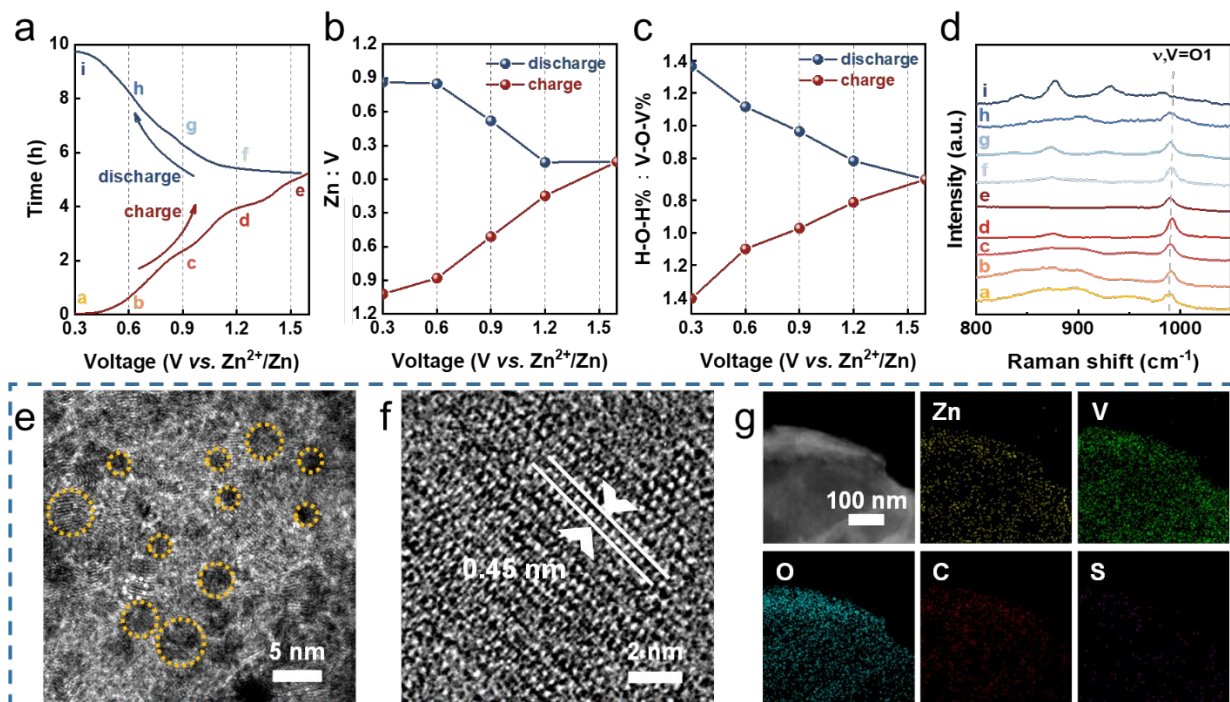 a
10
8
6
4
2
0
Time (h)
i
h
g
f
e
d
c
b
a
discharge
charge
0.3 0.6 0.9 1.2 1.5
Voltage (V vs. Zn2+/Zn)
b
1.2
0.9
0.6
0.3
0.0
0.3
0.6
0.9
1.2
Zn : V
discharge
charge
0.3 0.6 0.9 1.2 1.5
Voltage (V vs. Zn2+/Zn)
c
1.4
1.2
1.0
0.8
0.8
1.0
1.2
1.4
H-O-H% : V-O-V%
discharge
charge
0.3 0.6 0.9 1.2 1.5
Voltage (V vs. Zn2+/Zn)
d
ν,V=O1
Intensity (a.u.)
i
h
g
f
e
d
c
b
a
800 900 1000
Raman shift (cm-1)
e
5 nm
f
0.45 nm
2 nm
g
100 nm
Zn
V
O
C
S